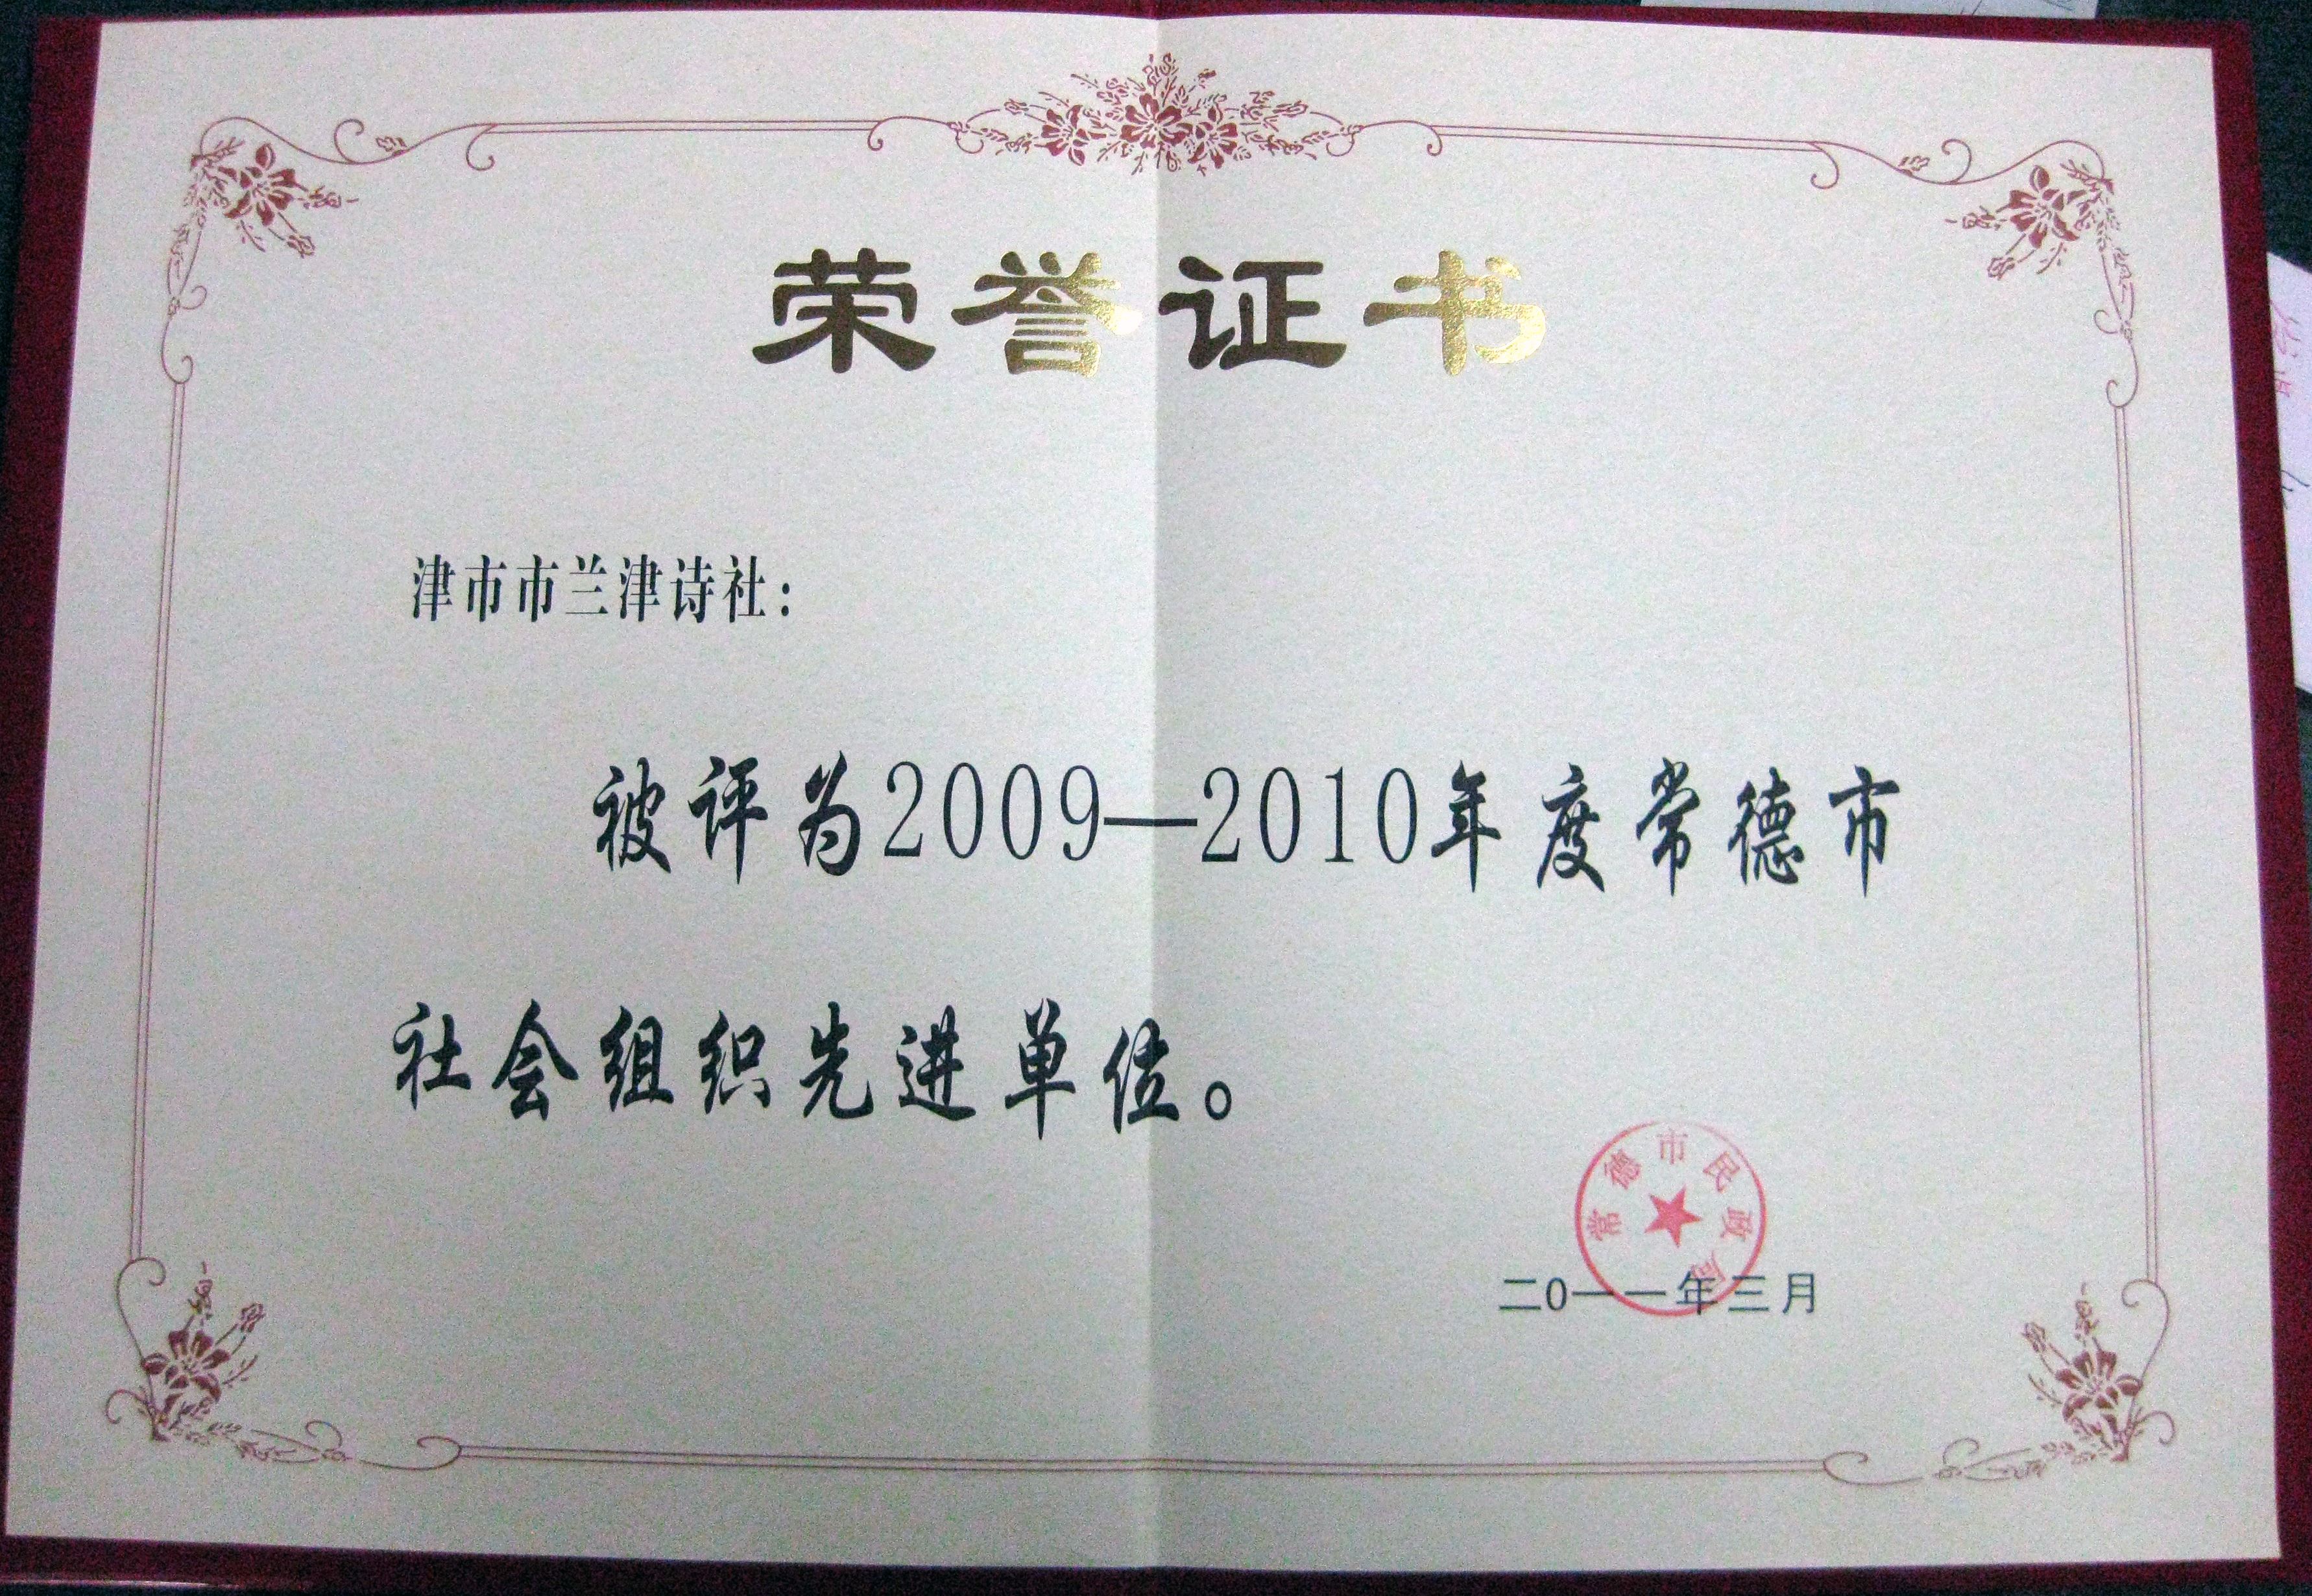 荣誉证书
津市市兰津诗社：
被评为2009—2010年度常德市
社会组织先进单位。
常德市民政局
二0一一年三月